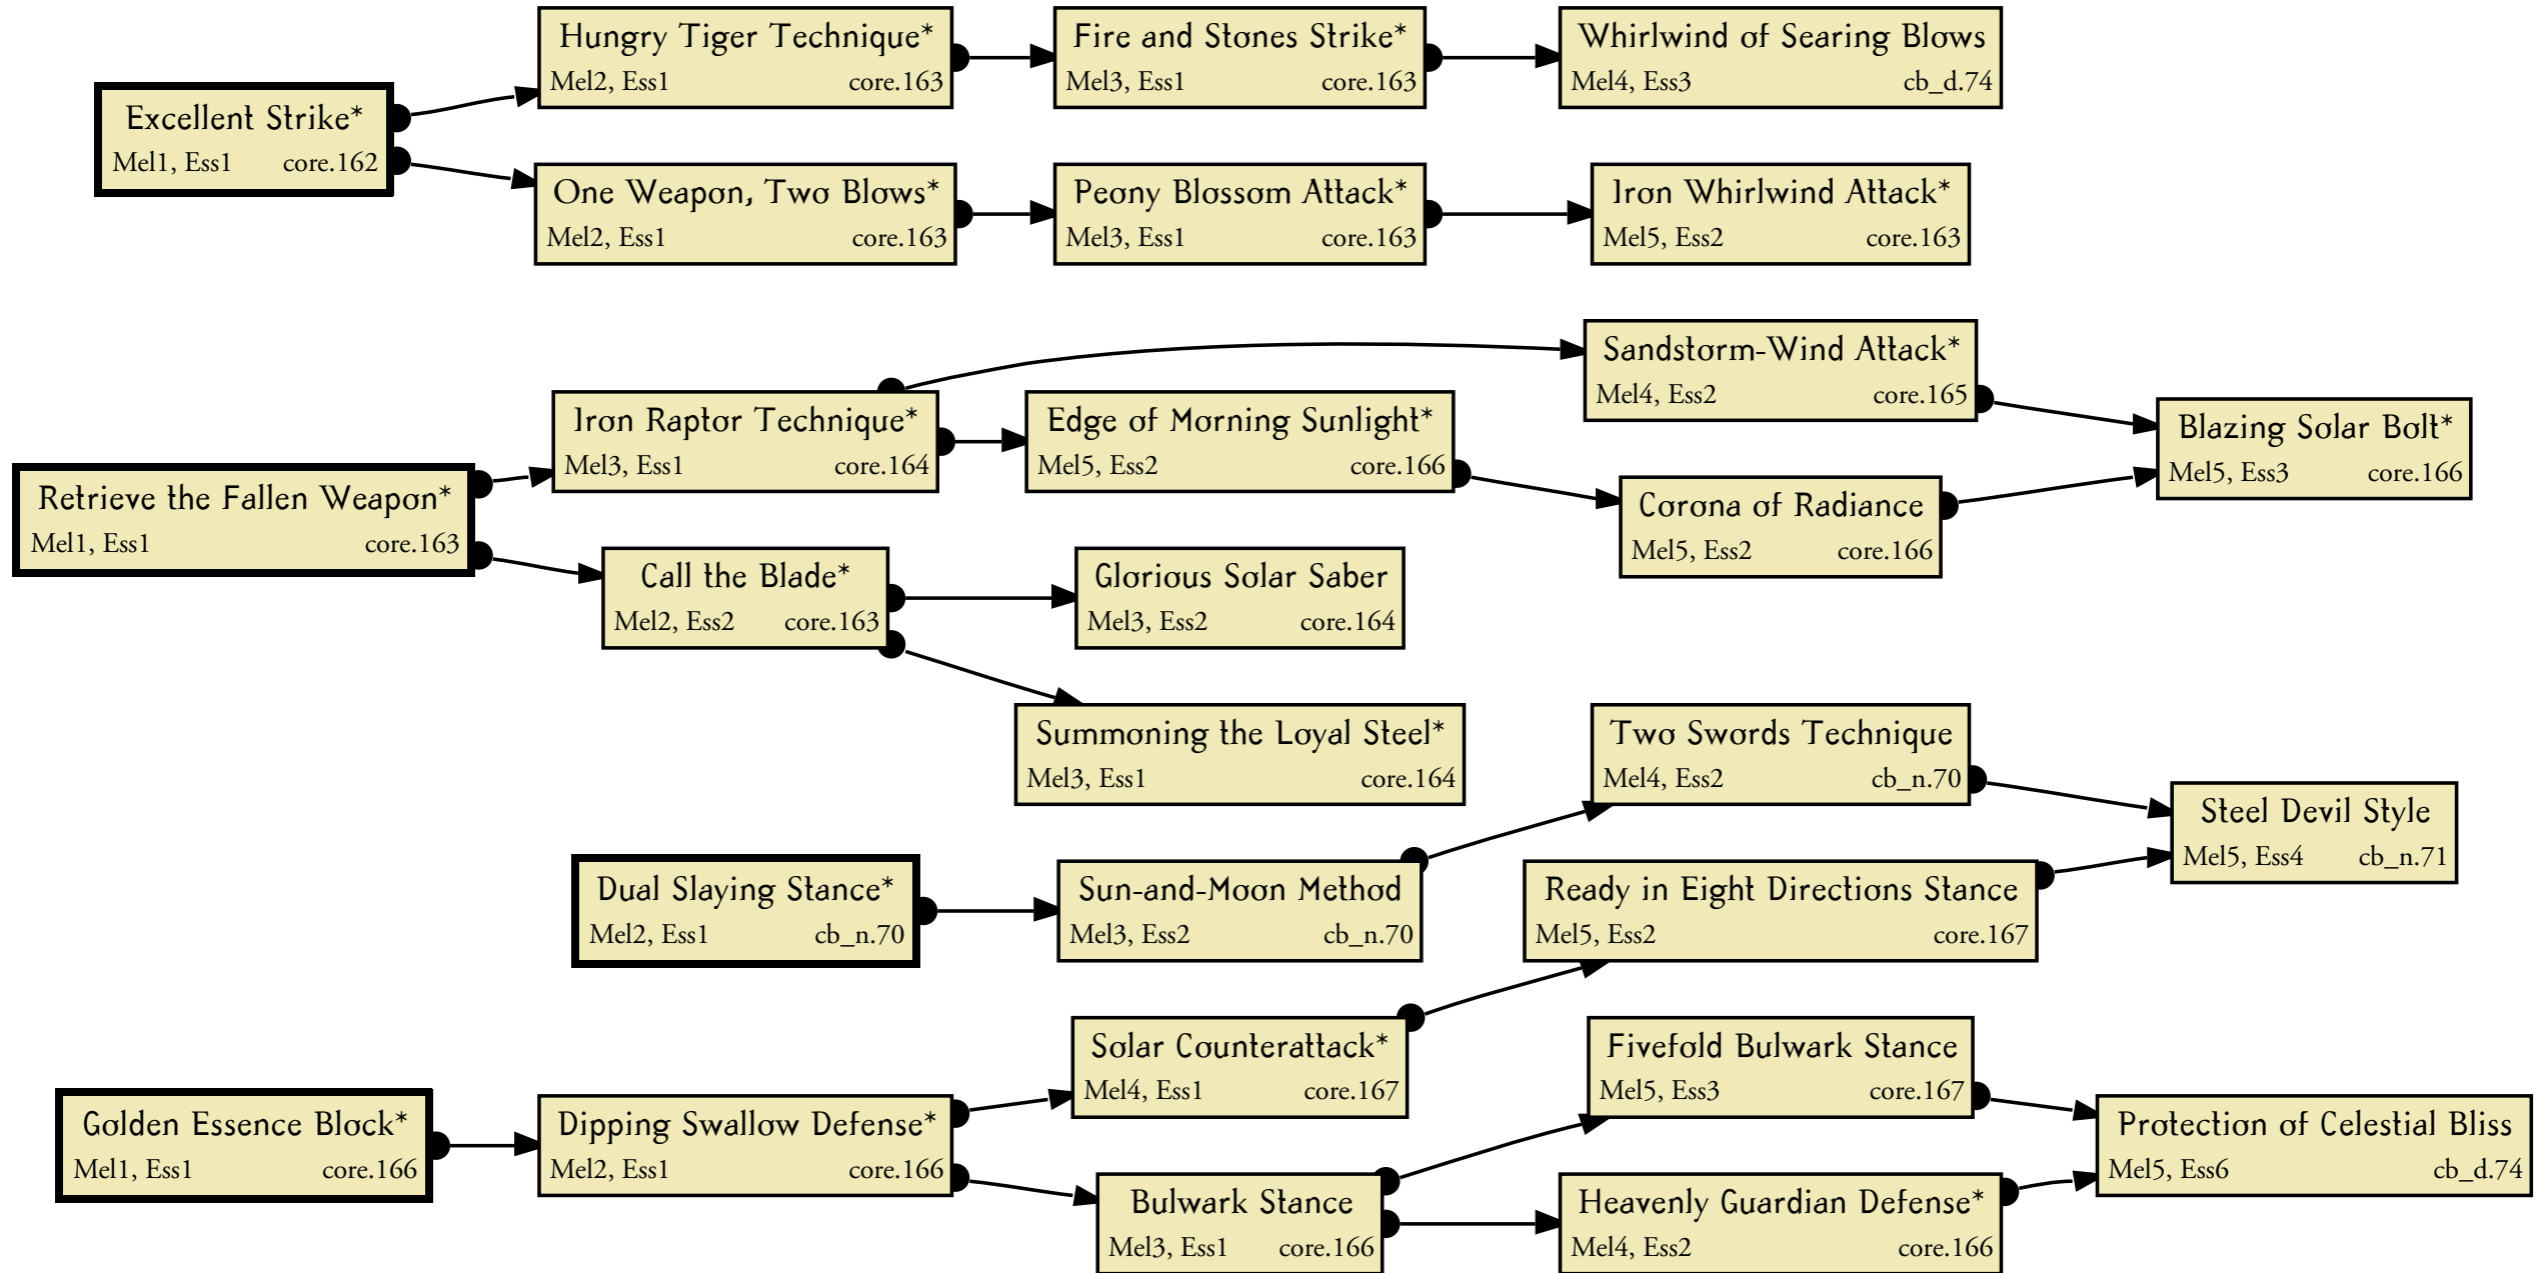 Hungry Tiger Technique*
Mel2, Ess1 core.163
Fire and Stones Strike*
Mel3, Ess1 core.163
Whirlwind of Searing Blows
Mel4, Ess3 cb_d.74
Excellent Strike*
Mel1, Ess1 core.162
One Weapon, Two Blows*
Mel2, Ess1 core.163
Peony Blossom Attack*
Mel3, Ess1 core.163
Iron Whirlwind Attack*
Mel5, Ess2 core.163
Sandstorm-Wind Attack*
Mel4, Ess2 core.165
Iron Raptor Technique*
Mel3, Ess1 core.164
Edge of Morning Sunlight*
Mel5, Ess2 core.166
Blazing Solar Bolt*
Mel5, Ess3 core.166
Retrieve the Fallen Weapon*
Mel1, Ess1 core.163
Corona of Radiance
Mel5, Ess2 core.166
Call the Blade*
Mel2, Ess2 core.163
Glorious Solar Saber
Mel3, Ess2 core.164
Summoning the Loyal Steel*
Mel3, Ess1 core.164
Two Swords Technique
Mel4, Ess2 cb_n.70
Steel Devil Style
Mel5, Ess4 cb_n.71
Dual Slaying Stance*
Mel2, Ess1 cb_n.70
Sun-and-Moon Method
Mel3, Ess2 cb_n.70
Ready in Eight Directions Stance
Mel5, Ess2 core.167
Solar Counterattack*
Mel4, Ess1 core.167
Fivefold Bulwark Stance
Mel5, Ess3 core.167
Golden Essence Block*
Mel1, Ess1 core.166
Dipping Swallow Defense*
Mel2, Ess1 core.166
Protection of Celestial Bliss
Mel5, Ess6 cb_d.74
Bulwark Stance
Mel3, Ess1 core.166
Heavenly Guardian Defense*
Mel4, Ess2 core.166